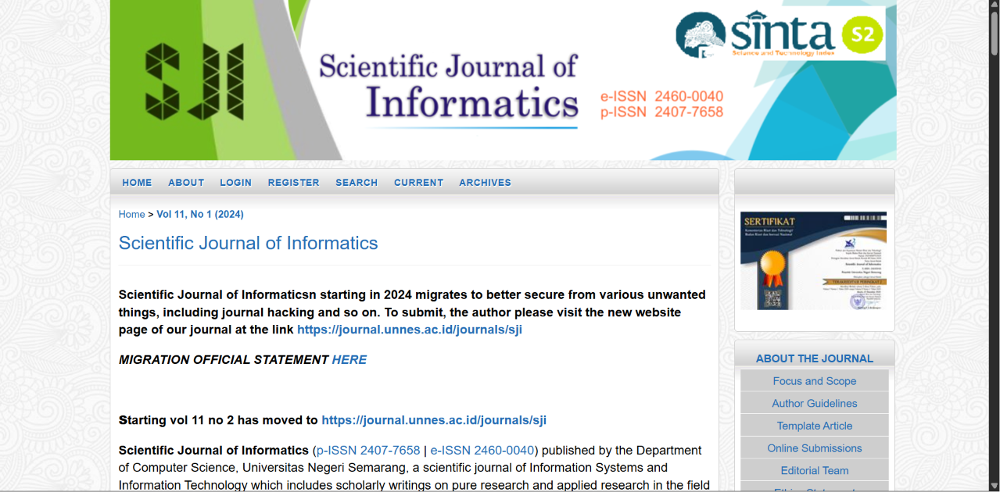 sinta S2
Science and Technology Index
SJI
Scientific Journal of
Informatics
e-ISSN 2460-0040
p-ISSN 2407-7658
HOME ABOUT LOGIN REGISTER SEARCH CURRENT ARCHIVES
Home > Vol 11, No 1 (2024)
Scientific Journal of Informatics
Scientific Journal of Informaticsn starting in 2024 migrates to better secure from various unwanted
things, including journal hacking and so on. To submit, the author please visit the new website
page of our journal at the link https://journal.unnes.ac.id/journals/sji
MIGRATION OFFICIAL STATEMENT HERE
Starting vol 11 no 2 has moved to https://journal.unnes.ac.id/journals/sji
Scientific Journal of Informatics (p-ISSN 2407-7658 | e-ISSN 2460-0040) published by the Department
of Computer Science, Universitas Negeri Semarang, a scientific journal of Information Systems and
Information Technology which includes scholarly writings on pure research and applied research in the field
SERTIFIKAT
ABOUT THE JOURNAL
Focus and Scope
Author Guidelines
Template Article
Online Submissions
Editorial Team